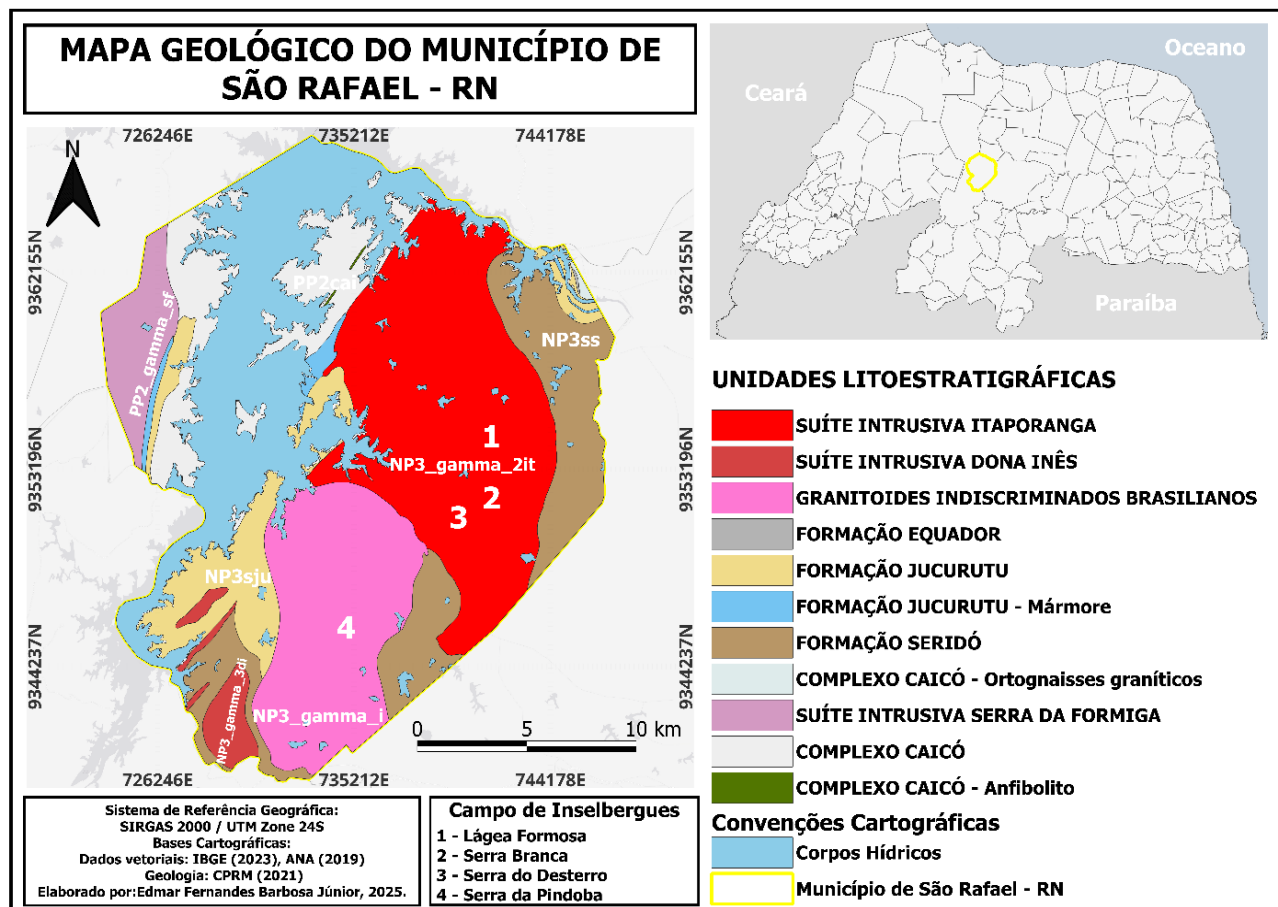 MAPA GEOLÓGICO DO MUNICÍPIO DE
SÃO RAFAEL - RN
726246E
735212E
744178E
N
9362155N
9353196N
9344237N
9362155N
9353196N
9344237N
PP2cai
PP2_gamma_sf
NP3ss
1
NP3_gamma_2it
2
3
NP3sju
4
NP3_gamma_3di
NP3_gamma_i
0
5
10 km
726246E
735212E
744178E
Sistema de Referência Geográfica:
SIRGAS 2000 / UTM Zone 24S
Bases Cartográficas:
Dados vetoriais: IBGE (2023), ANA (2019)
Geologia: CPRM (2021)
Elaborado por:Edmar Fernandes Barbosa Júnior, 2025.
Campo de Inselbergues
1 - Lágea Formosa
2 - Serra Branca
3 - Serra do Desterro
4 - Serra da Pindoba
Oceano
Ceará
Paraíba
UNIDADES LITOESTRATIGRÁFICAS
SUÍTE INTRUSIVA ITAPORANGA
SUÍTE INTRUSIVA DONA INÊS
GRANITOIDES INDISCRIMINADOS BRASILIANOS
FORMAÇÃO EQUADOR
FORMAÇÃO JUCURUTU
FORMAÇÃO JUCURUTU - Mármore
FORMAÇÃO SERIDÓ
COMPLEXO CAICÓ - Ortognaisses graníticos
SUÍTE INTRUSIVA SERRA DA FORMIGA
COMPLEXO CAICÓ
COMPLEXO CAICÓ - Anfibolito
Convenções Cartográficas
Corpos Hídricos
Município de São Rafael - RN